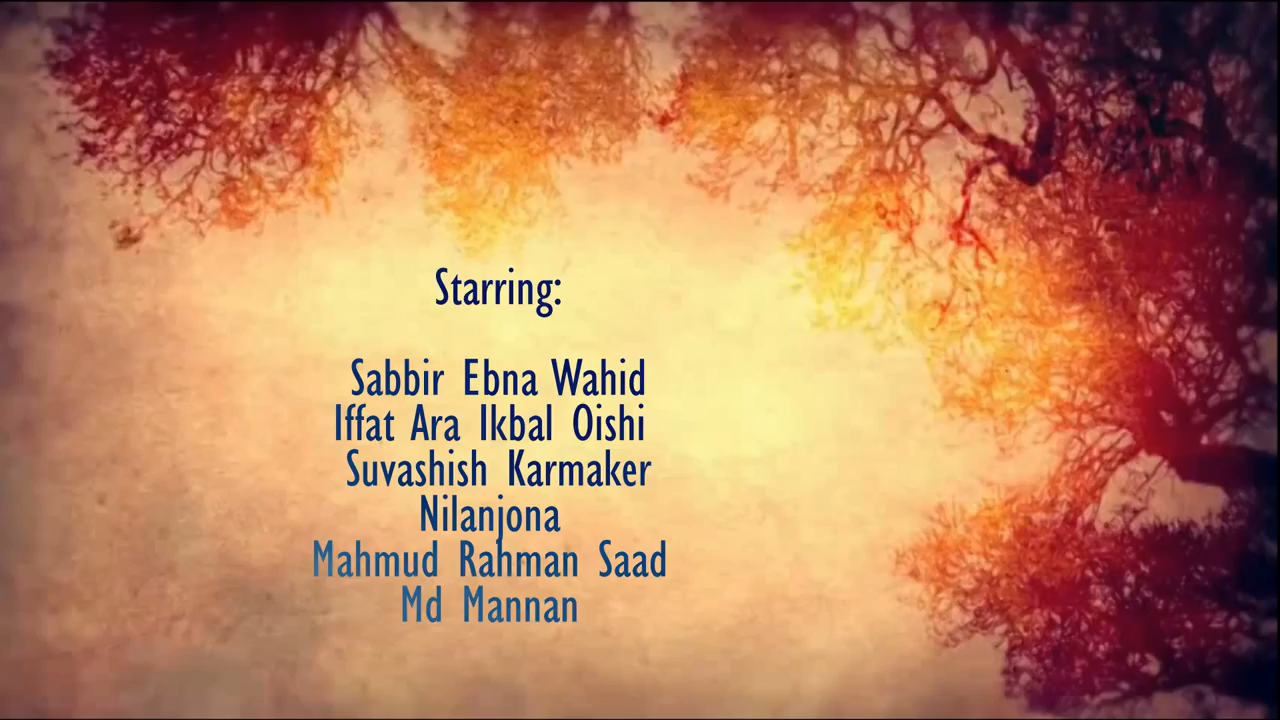 Starring:
Sabbir Ebna Wahid
Iffat Ara Ikbal Oishi
Suvashish Karmaker
Nilanjona
Mahmud Rahman Saad
Md Mannan